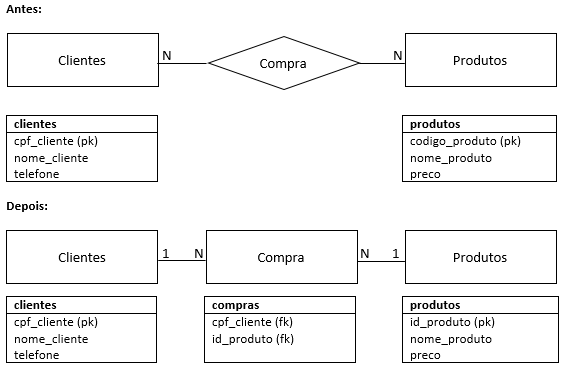 Antes:
Clientes N Compra N Produtos
clientes
cpf_cliente (pk)
nome_cliente
telefone
produtos
codigo_produto (pk)
nome_produto
preco
Depois:
Clientes 1 N Compra N 1 Produtos
clientes
cpf_cliente (pk)
nome_cliente
telefone
compras
cpf_cliente (fk)
id_produto (fk)
produtos
id_produto (pk)
nome_produto
preco